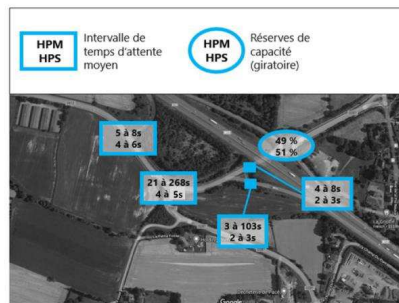 HPM
HPS
Intervalle de
temps d'attente
moyen
HPM
HPS
Réserves de
capacité
(giratoire)
5 à 8s
4 à 6s
49 %
51 %
21 à 268s
4 à 5s
4 à 8s
2 à 3s
3 à 103s
2 à 3s
Google